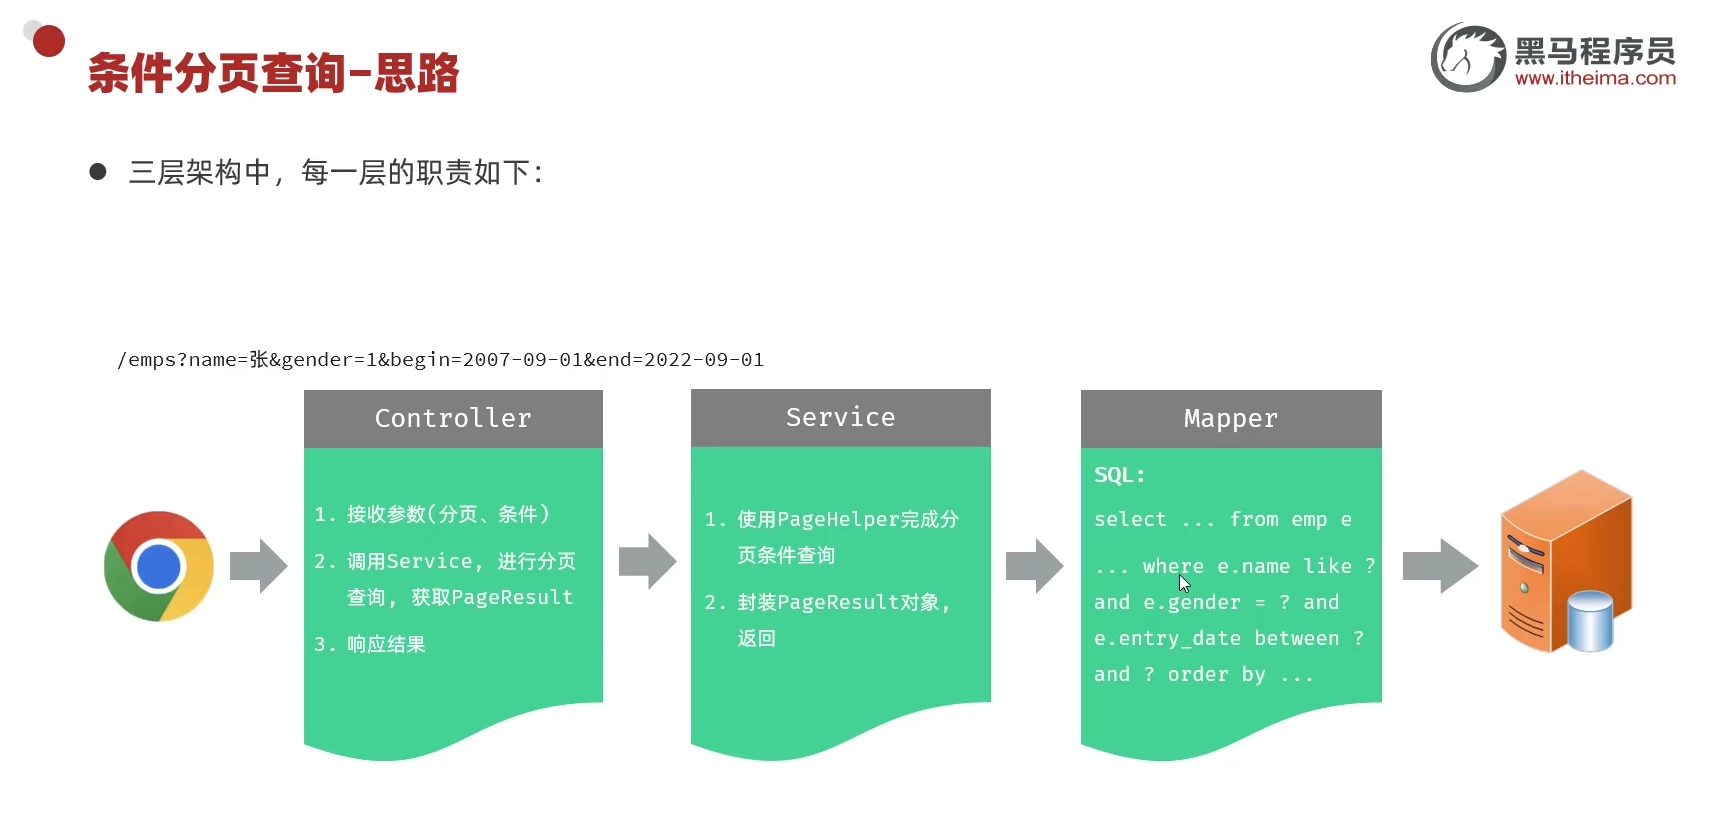 条件分页查询-思路
黑马程序员
www.itheima.com
● 三层架构中，每一层的职责如下：
/emps?name=张&gender=1&begin=2007-09-01&end=2022-09-01
Controller
1. 接收参数(分页、条件)
2. 调用Service, 进行分页
查询, 获取PageResult
3. 响应结果
Service
1. 使用PageHelper完成分
页条件查询
2. 封装PageResult对象,
返回
Mapper
SQL:
select ... from emp e
... where e.name like ?
and e.gender = ? and
e.entry_date between ?
and ? order by ...